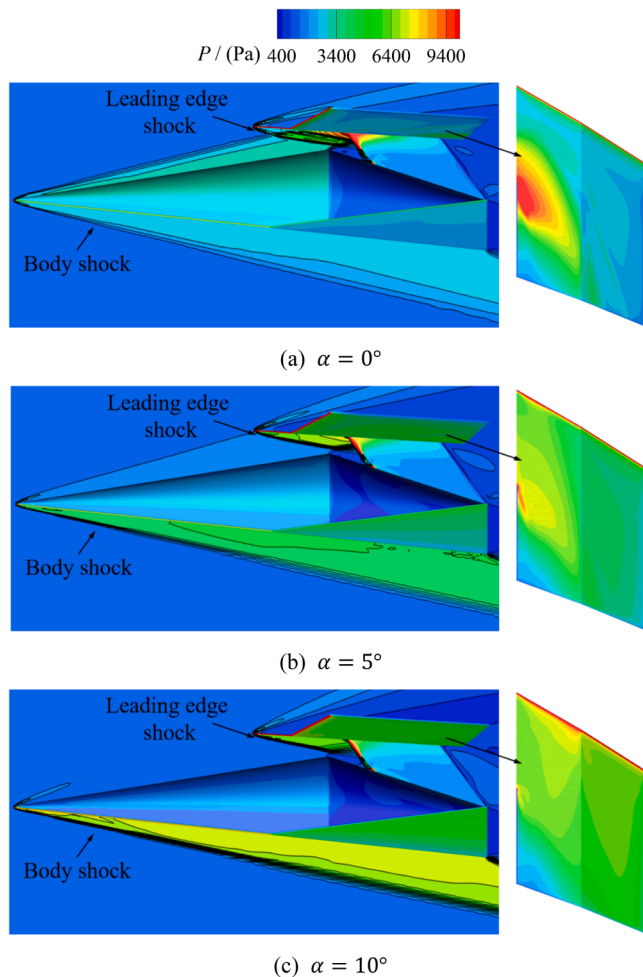 P / (Pa) 400 3400 6400 9400
Leading edge
shock
Body shock
(a) α = 0°
Leading edge
shock
Body shock
(b) α = 5°
Leading edge
shock
Body shock
(c) α = 10°